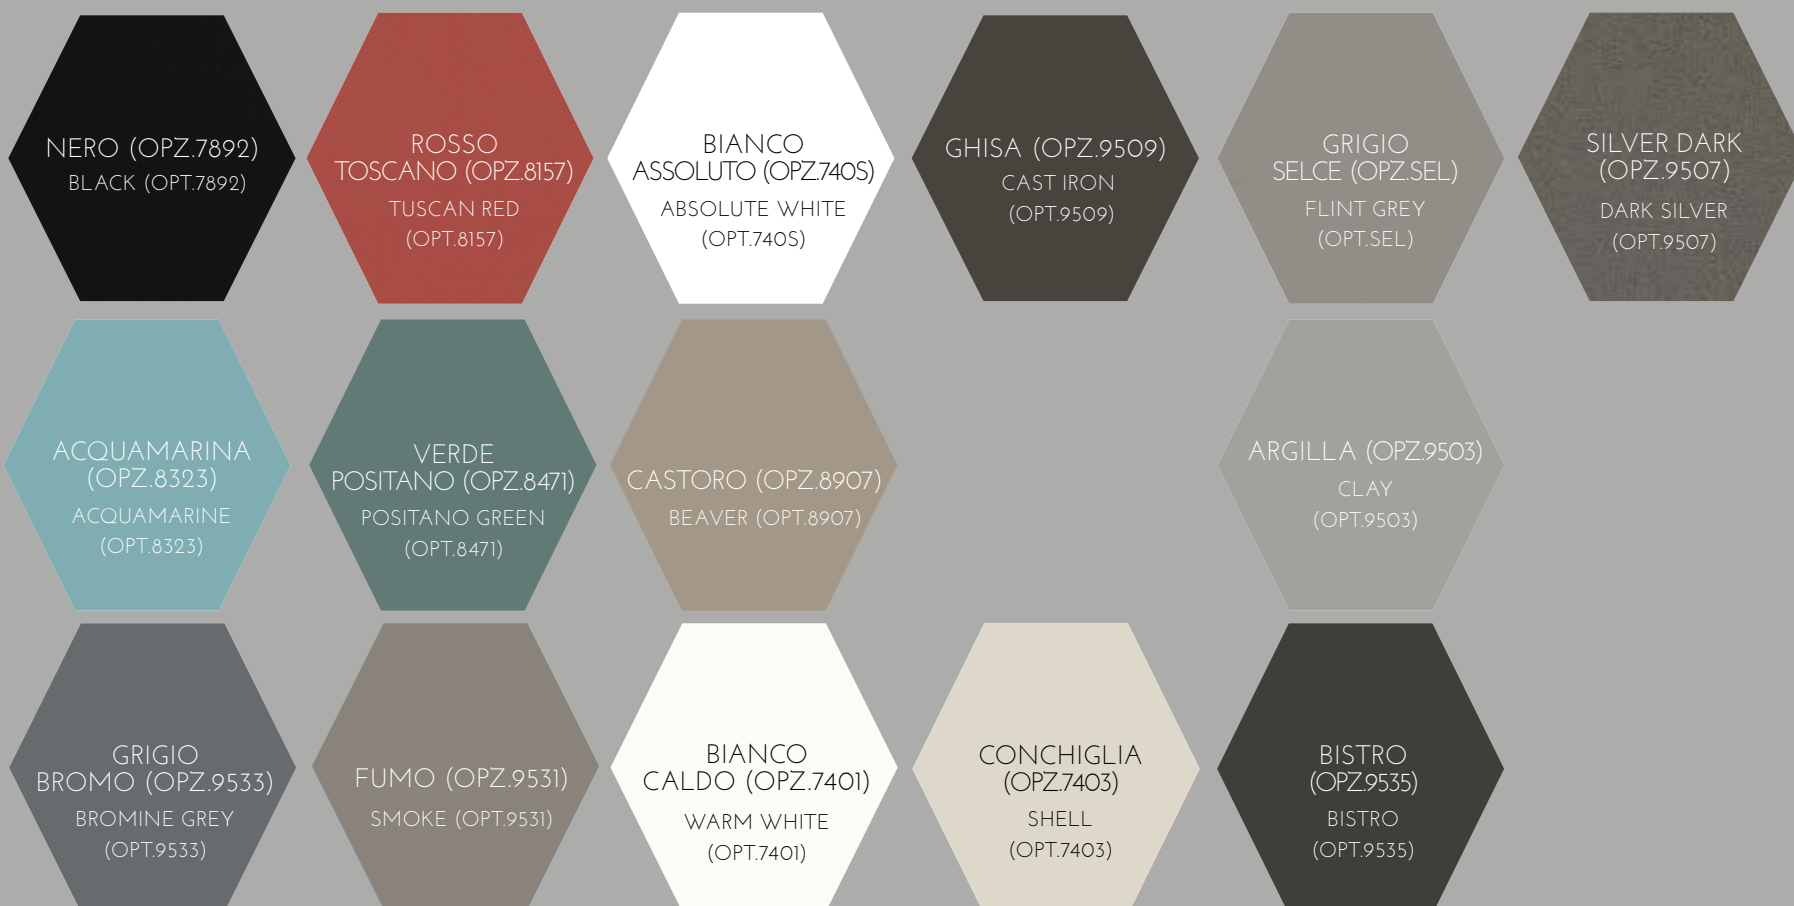 NERO (OPZ.7892)
BLACK (OPT.7892)
ROSSO
TOSCANO (OPZ.8157)
TUSCAN RED
(OPT.8157)
BIANCO
ASSOLUTO (OPZ.740S)
ABSOLUTE WHITE
(OPT.740S)
GHISA (OPZ.9509)
CAST IRON
(OPT.9509)
GRIGIO
SELCE (OPZ.SEL)
FLINT GREY
(OPT.SEL)
SILVER DARK
(OPZ.9507)
DARK SILVER
(OPT.9507)
ACQUAMARINA
(OPZ.8323)
ACQUAMARINE
(OPT.8323)
VERDE
POSITANO (OPZ.8471)
POSITANO GREEN
(OPT.8471)
CASTORO (OPZ.8907)
BEAVER (OPT.8907)
ARGILLA (OPZ.9503)
CLAY
(OPT.9503)
GRIGIO
BROMO (OPZ.9533)
BROMINE GREY
(OPT.9533)
FUMO (OPZ.9531)
SMOKE (OPT.9531)
BIANCO
CALDO (OPZ.7401)
WARM WHITE
(OPT.7401)
CONCHIGLIA
(OPZ.7403)
SHELL
(OPT.7403)
BISTRO
(OPZ.9535)
BISTRO
(OPT.9535)